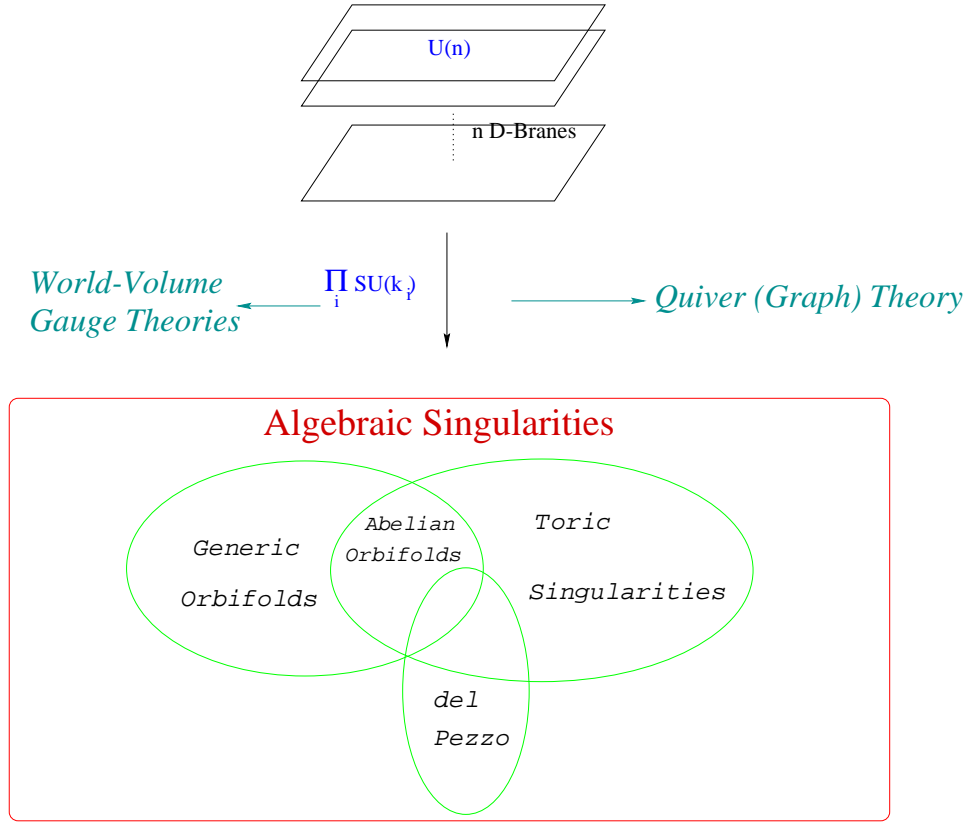 U(n)
n D-Branes
World-Volume
Gauge Theories
∏ SU(k_i)
i
Quiver (Graph) Theory
Algebraic Singularities
Abelian
Orbifolds
Generic
Orbifolds
Toric
Singularities
del
Pezzo